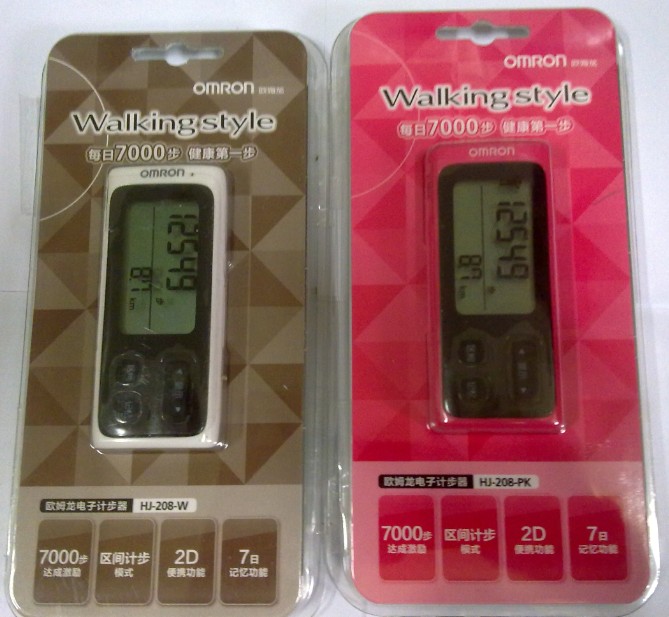 OMRON 欧姆龙
Walking style
每日7000步 健康第一步
OMRON
12549
1.8
km
欧姆龙电子计步器 HJ-208-W
7000步
达成激励
区间计步
模式
2D
便携功能
7日
记忆功能
OMRON 欧姆龙
Walking style
每日7000步 健康第一步
OMRON
12549
1.8
km
欧姆龙电子计步器 HJ-208-PK
7000步
达成激励
区间计步
模式
2D
便携功能
7日
记忆功能